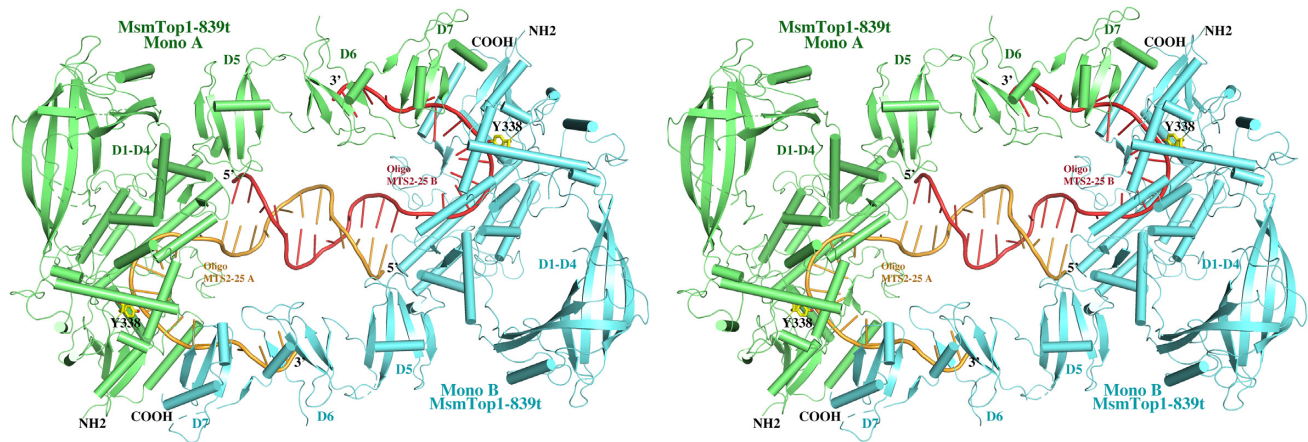 MsmTop1-839t
Mono A
D5
D6
D7
COOH
NH2
3’
Y338
D1-D4
5’
Oligo
MTS2-25 B
Oligo
MTS2-25 A
5’
D1-D4
Y338
3’
D5
D6
D7
COOH
NH2
Mono B
MsmTop1-839t
MsmTop1-839t
Mono A
D5
D6
D7
COOH
NH2
3’
Y338
D1-D4
5’
Oligo
MTS2-25 B
Oligo
MTS2-25 A
5’
D1-D4
Y338
3’
D5
D6
D7
COOH
NH2
Mono B
MsmTop1-839t